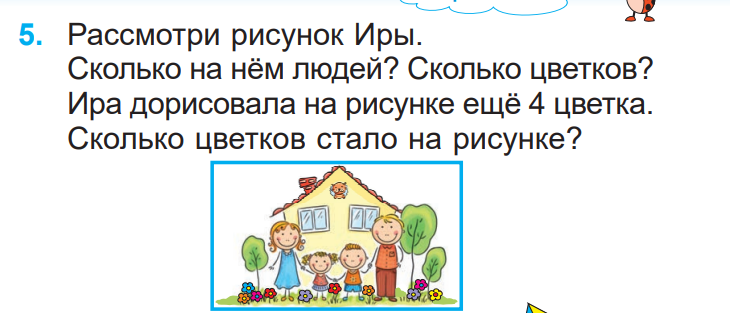 5. Рассмотри рисунок Иры.
Сколько на нём людей? Сколько цветков?
Ира дорисовала на рисунке ещё 4 цветка.
Сколько цветков стало на рисунке?